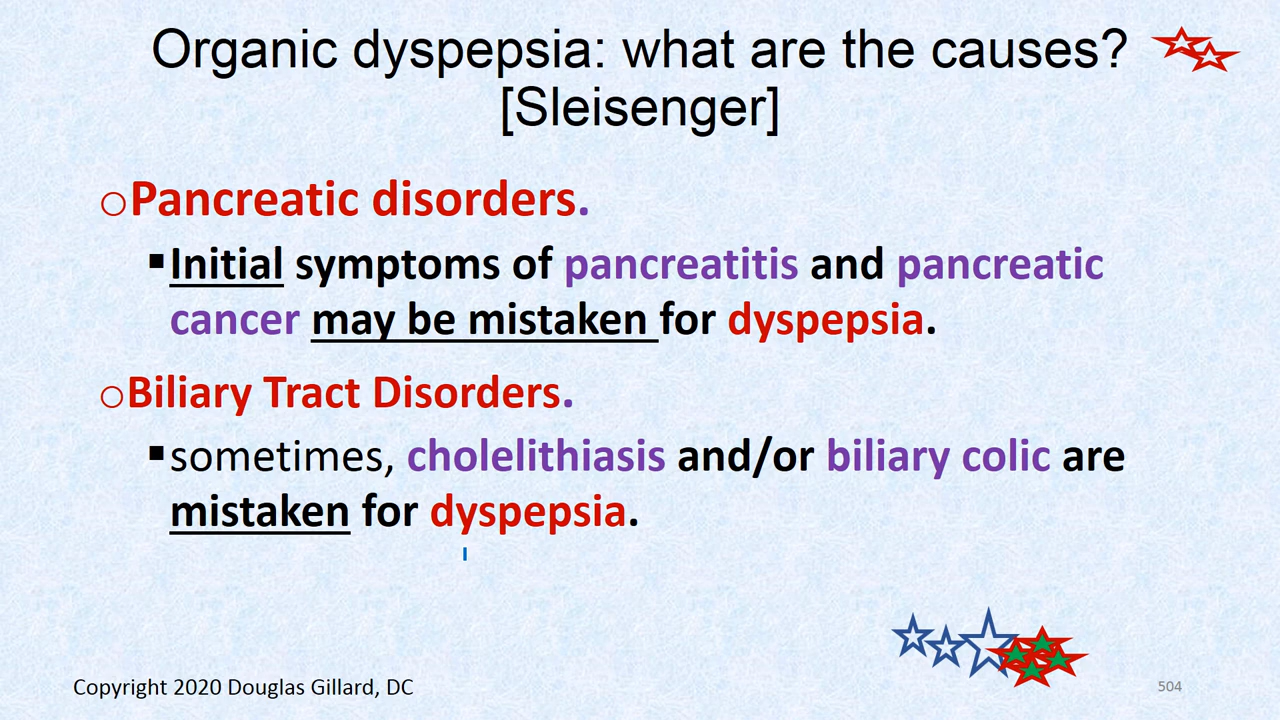 Organic dyspepsia: what are the causes?
[Sleisenger]
Pancreatic disorders.
Initial symptoms of pancreatitis and pancreatic
cancer may be mistaken for dyspepsia.
Biliary Tract Disorders.
sometimes, cholelithiasis and/or biliary colic are
mistaken for dyspepsia.
Copyright 2020 Douglas Gillard, DC
504